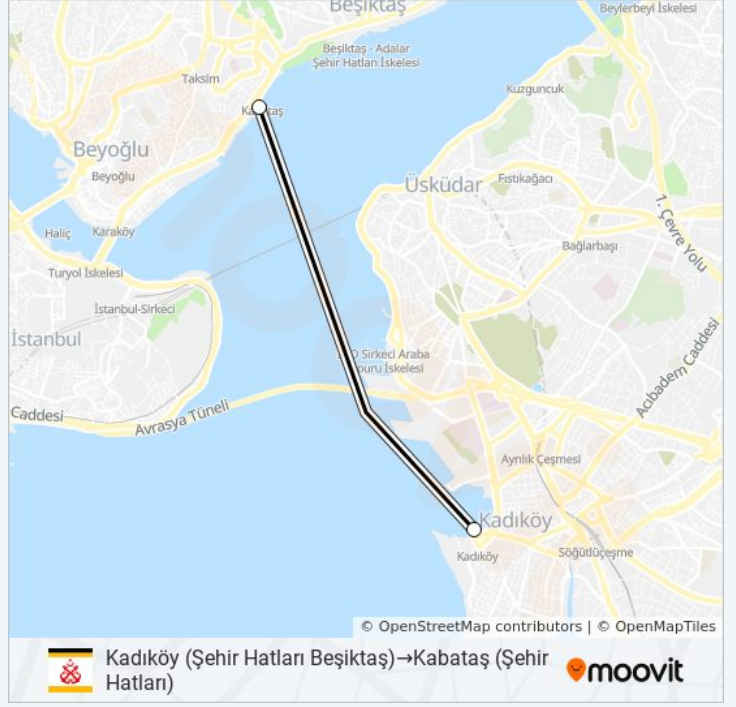 Beşiktaş
Beylerbeyi İskelesi
Beşiktaş - Adalar
Şehir Hatları İskelesi
Taksim
Kuzguncuk
Beyoğlu
Beyoğlu
Üsküdar
Fıstıkağacı
1. Çevre Yolu
Haliç
Karaköy
Bağlarbaşı
Turyol İskelesi
İstanbul-Sirkeci
İstanbul
Sirkeci Araba
İskelesi
Acıbadem Caddesi
Caddesi
Avrasya Tüneli
Ayrılık Çeşmesi
Kadıköy
Kadıköy
Söğütlüçeşme
© OpenStreetMap contributors | © OpenMapTiles
Kadıköy (Şehir Hatları Beşiktaş)→Kabataş (Şehir
Hatları)
moovit